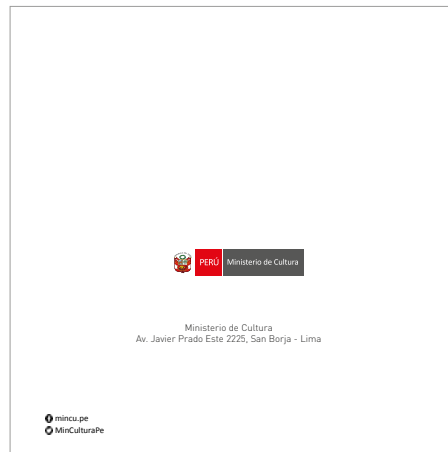 PERÚ Ministerio de Cultura
Ministerio de Cultura
Av. Javier Prado Este 2225, San Borja - Lima
mincu.pe
MinCulturaPe